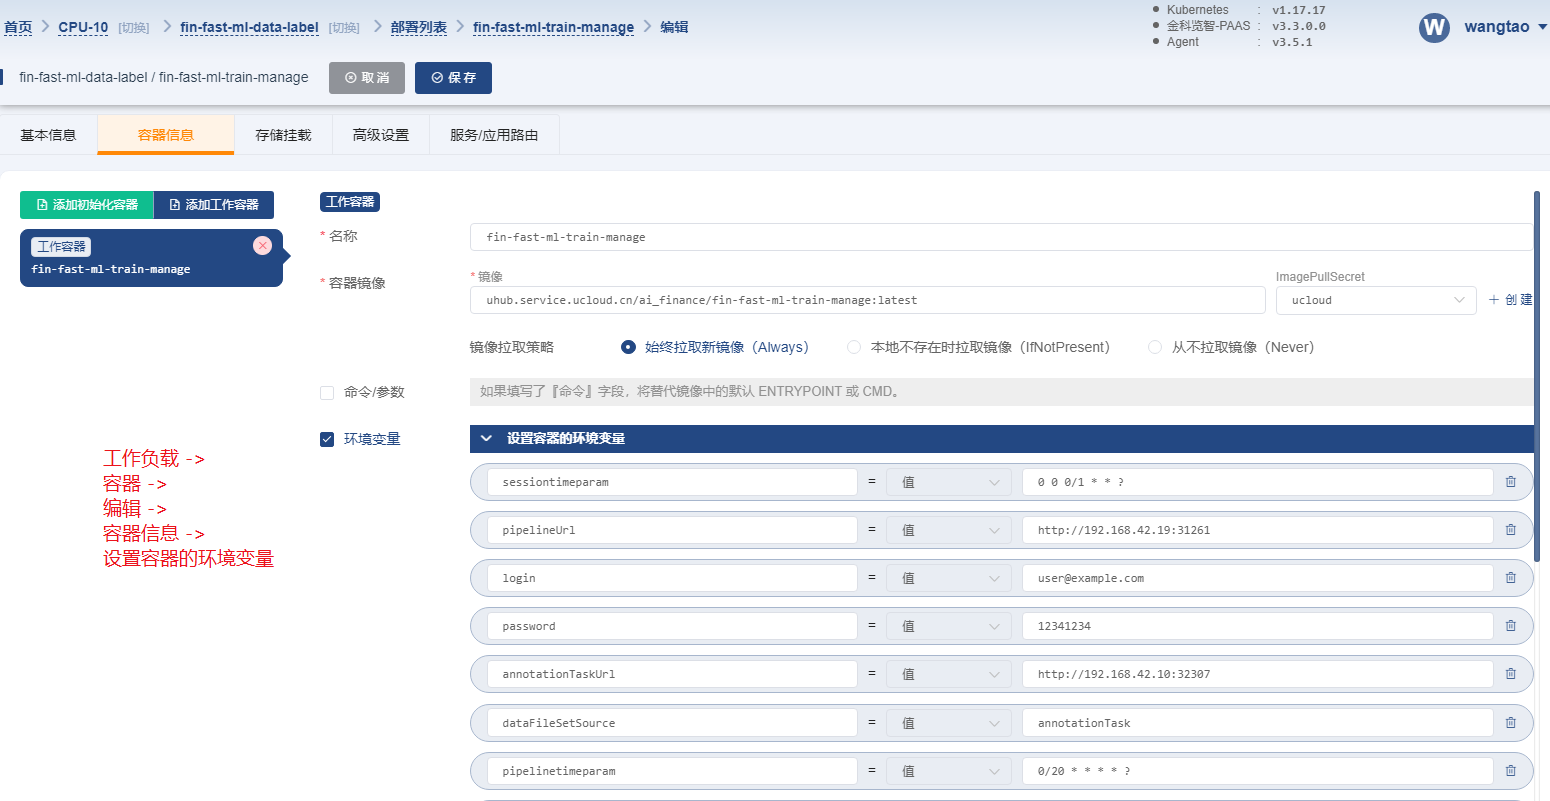 首页 > CPU-10 [切换] > fin-fast-ml-data-label [切换] > 部署列表 > fin-fast-ml-train-manage > 编辑
Kubernetes : v1.17.17
金科览智-PAAS : v3.3.0.0
Agent : v3.5.1
W wangtao
fin-fast-ml-data-label / fin-fast-ml-train-manage 取 消 保 存
基本信息 容器信息 存储挂载 高级设置 服务/应用路由
添加初始化容器 添加工作容器
工作容器
fin-fast-ml-train-manage
工作容器
* 名称 fin-fast-ml-train-manage
* 容器镜像
* 镜像 ImagePullSecret
uhub.service.ucloud.cn/ai_finance/fin-fast-ml-train-manage:latest ucloud + 创 建
镜像拉取策略 始终拉取新镜像（Always） 本地不存在时拉取镜像（IfNotPresent） 从不拉取镜像（Never）
命令/参数 如果填写了『命令』字段，将替代镜像中的默认 ENTRYPOINT 或 CMD。
环境变量 设置容器的环境变量
工作负载 ->
容器 ->
编辑 ->
容器信息 ->
设置容器的环境变量
sessiontimeparam = 值 0 0 0/1 * * ?
pipelineUrl = 值 http://192.168.42.19:31261
login = 值 user@example.com
password = 值 12341234
annotationTaskUrl = 值 http://192.168.42.10:32307
dataFileSetSource = 值 annotationTask
pipelinetimeparam = 值 0/20 * * * * ?